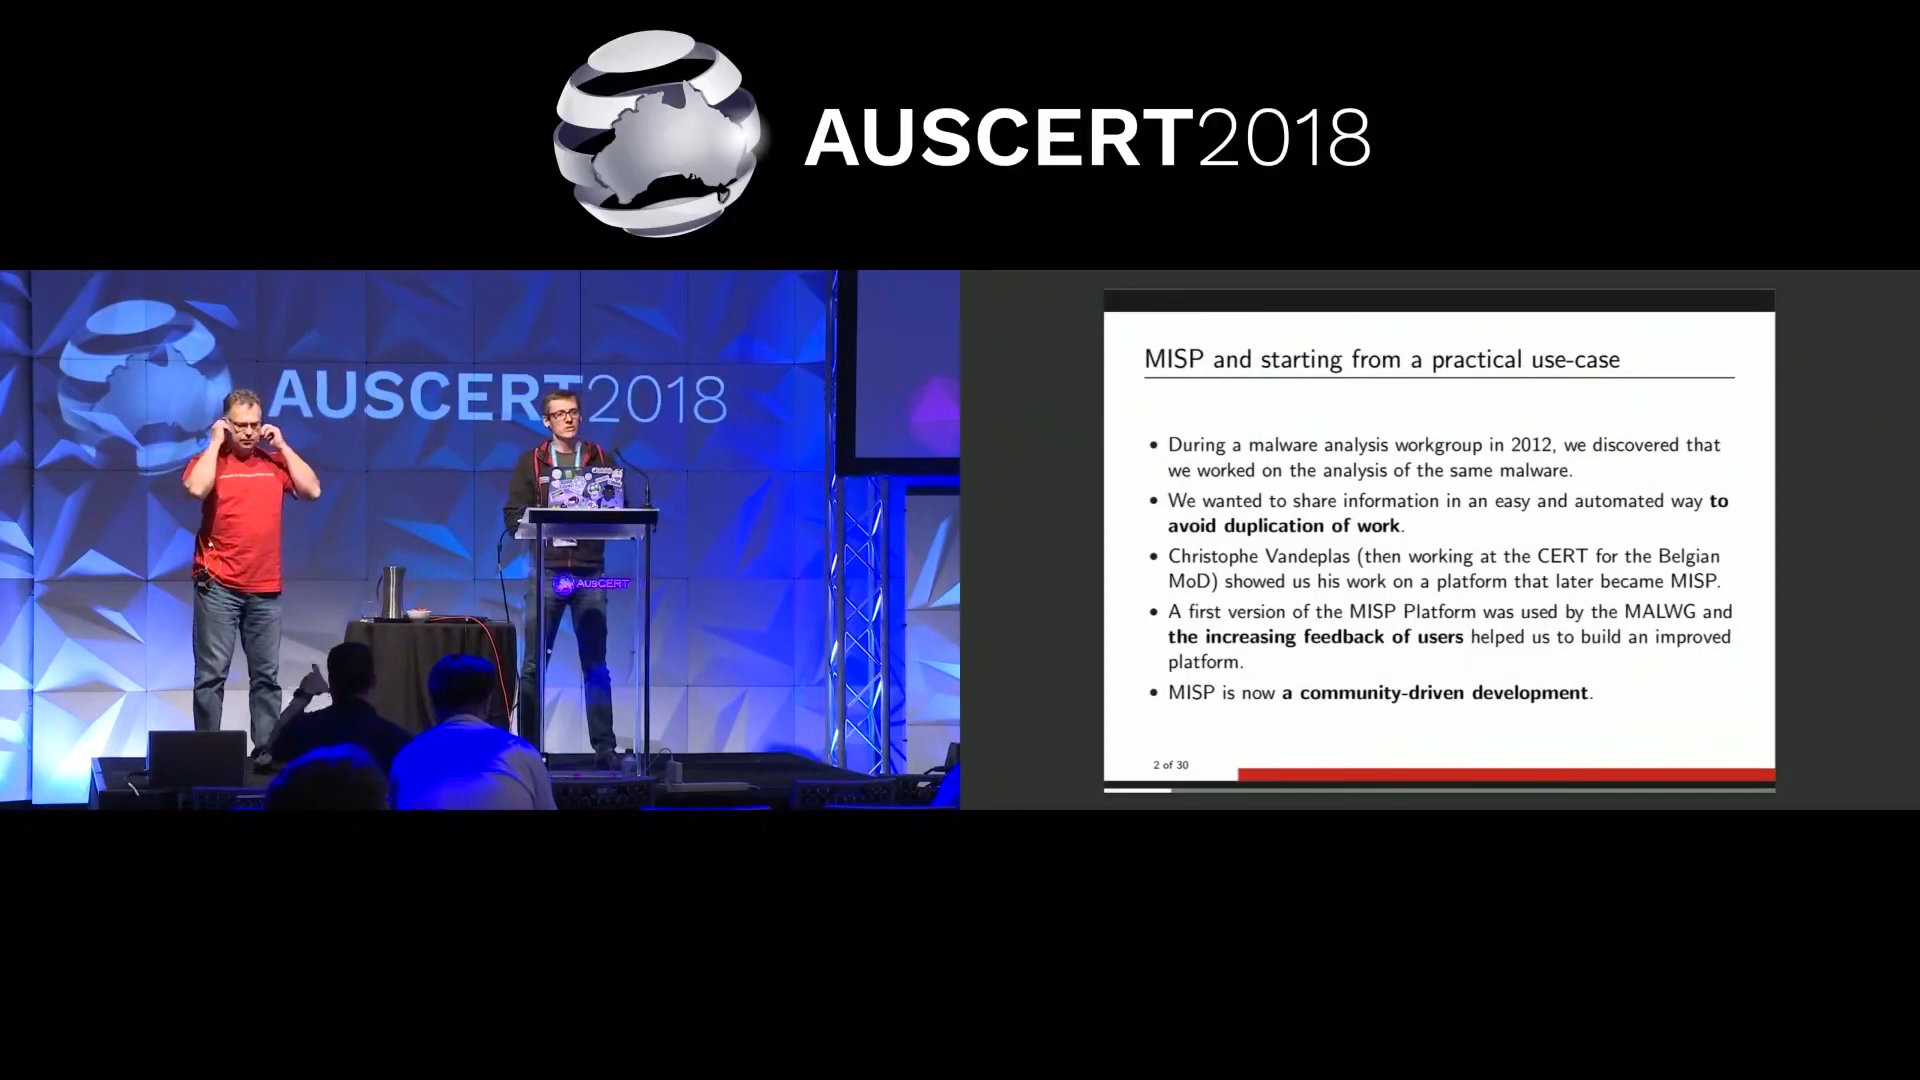 AUSCERT2018
AUSCERT2018
AUSCERT
MISP and starting from a practical use-case
• During a malware analysis workgroup in 2012, we discovered that
we worked on the analysis of the same malware.
• We wanted to share information in an easy and automated way to
avoid duplication of work.
• Christophe Vandeplas (then working at the CERT for the Belgian
MoD) showed us his work on a platform that later became MISP.
• A first version of the MISP Platform was used by the MALWG and
the increasing feedback of users helped us to build an improved
platform.
• MISP is now a community-driven development.
2 of 30